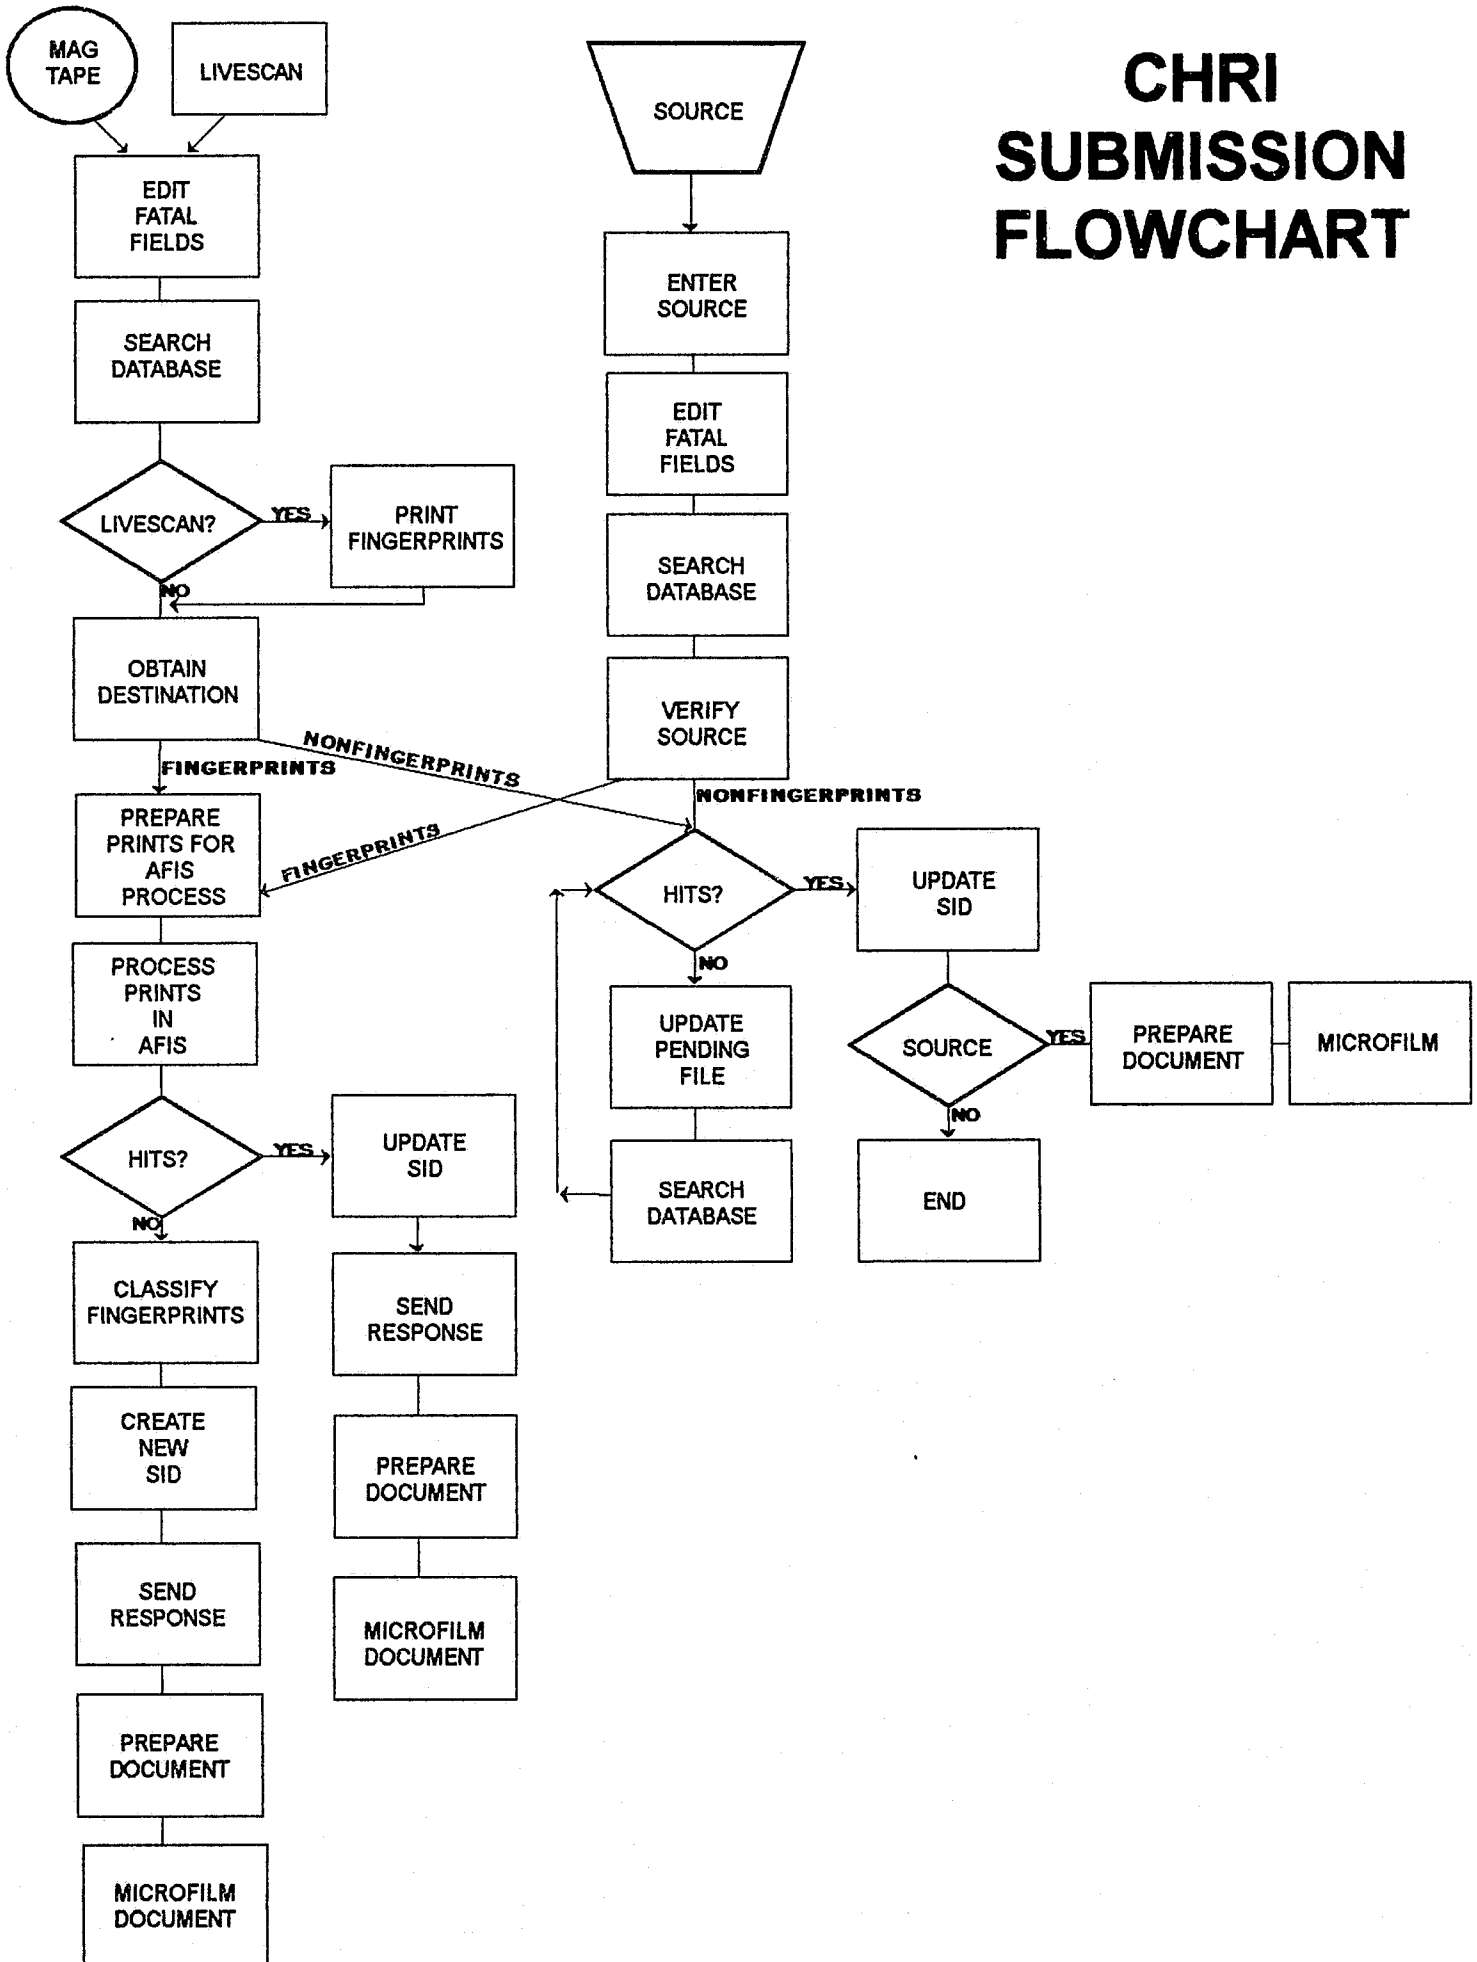 CHRI
SUBMISSION
FLOWCHART
MAG
TAPE
LIVESCAN
EDIT
FATAL
FIELDS
SEARCH
DATABASE
LIVESCAN?
YES
PRINT
FINGERPRINTS
NO
OBTAIN
DESTINATION
NONFINGERPRINTS
FINGERPRINTS
PREPARE
PRINTS FOR
AFIS
PROCESS
PROCESS
PRINTS
IN
AFIS
HITS?
YES
UPDATE
SID
SEND
RESPONSE
PREPARE
DOCUMENT
MICROFILM
DOCUMENT
NO
CLASSIFY
FINGERPRINTS
CREATE
NEW
SID
SEND
RESPONSE
PREPARE
DOCUMENT
MICROFILM
DOCUMENT
SOURCE
ENTER
SOURCE
EDIT
FATAL
FIELDS
SEARCH
DATABASE
VERIFY
SOURCE
FINGERPRINTS
NONFINGERPRINTS
HITS?
YES
UPDATE
SID
NO
UPDATE
PENDING
FILE
SEARCH
DATABASE
SOURCE
YES
PREPARE
DOCUMENT
MICROFILM
NO
END